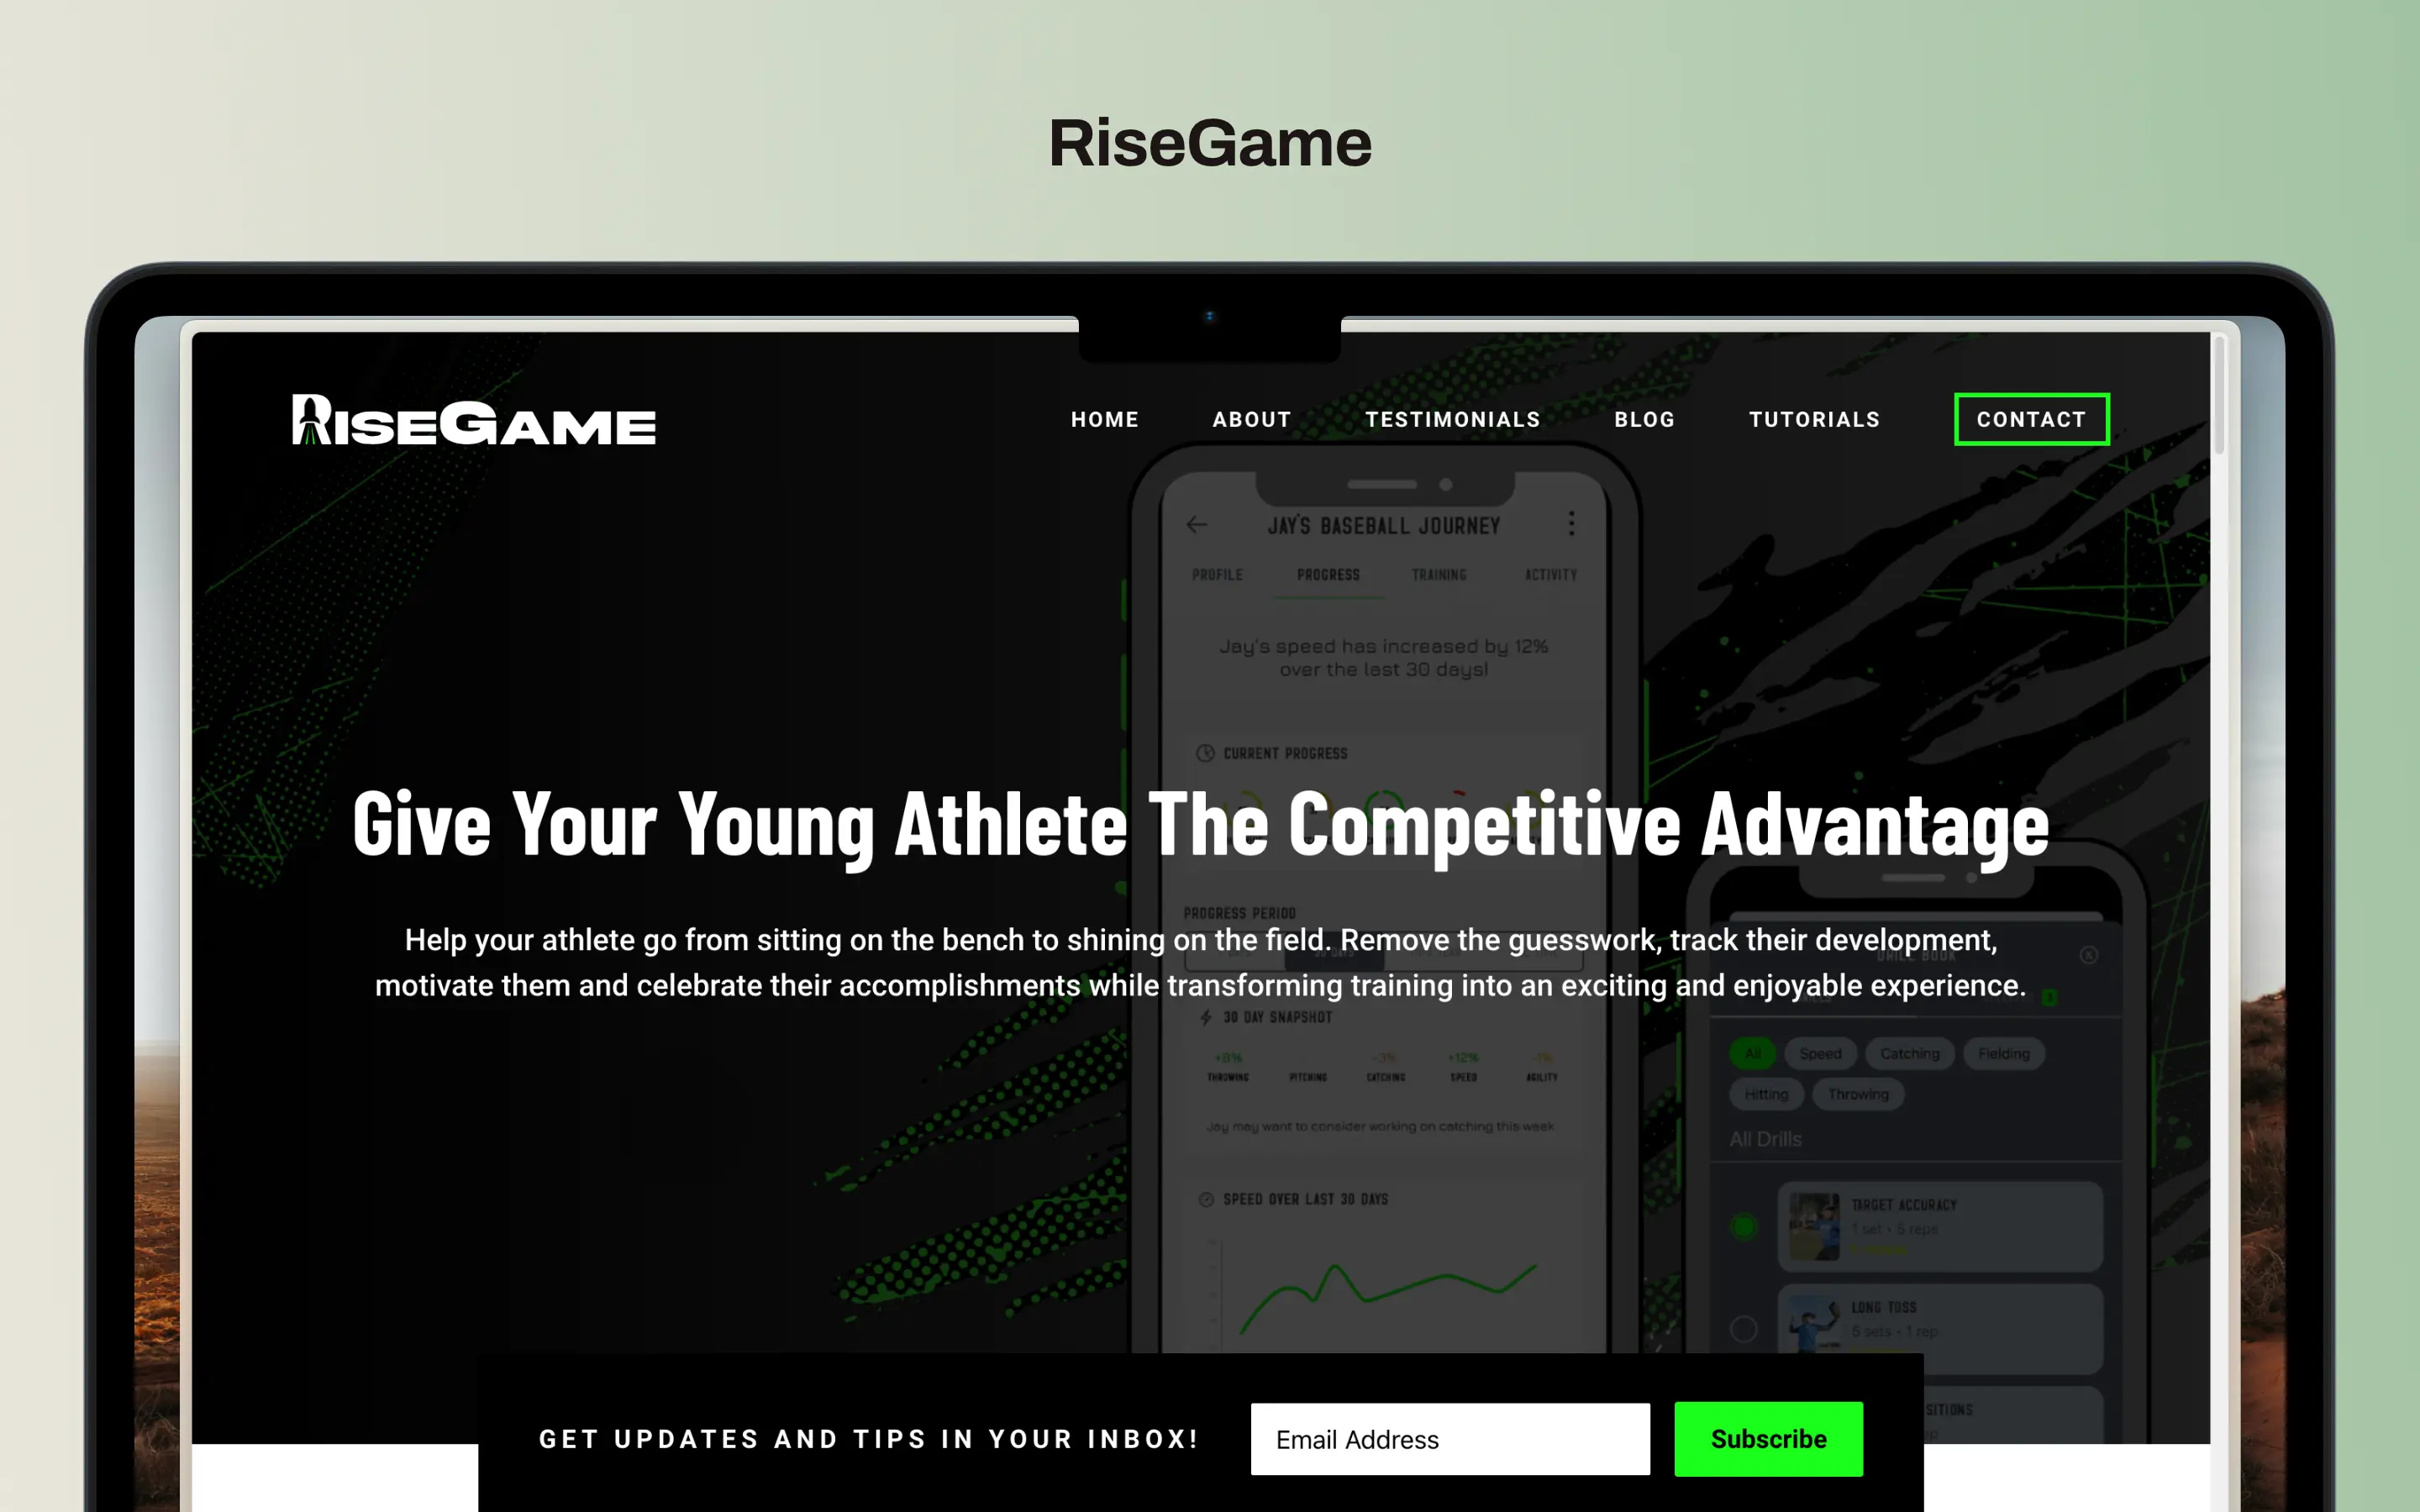 RiseGame
RISEGAME
HOME ABOUT TESTIMONIALS BLOG TUTORIALS CONTACT
JAY'S BASEBALL JOURNEY
PROFILE PROGRESS TRAINING ACTIVITY
Jay's speed has increased by 12%
over the last 30 days!
CURRENT PROGRESS
Give Your Young Athlete The Competitive Advantage
PROGRESS PERIOD
Help your athlete go from sitting on the bench to shining on the field. Remove the guesswork, track their development,
motivate them and celebrate their accomplishments while transforming training into an exciting and enjoyable experience.
30 DAYS
DRILL BOOK
30 DAY SNAPSHOT
+8% -3% +12% -1%
THROWING PITCHING CATCHING SPEED AGILITY
Jay may want to consider working on catching this week
SPEED OVER LAST 30 DAYS
All Speed Catching Fielding
Hitting Throwing
All Drills
TARGET ACCURACY
1 set • 5 reps
LONG TOSS
5 sets • 1 rep
SITIONS
GET UPDATES AND TIPS IN YOUR INBOX!
Email Address
Subscribe